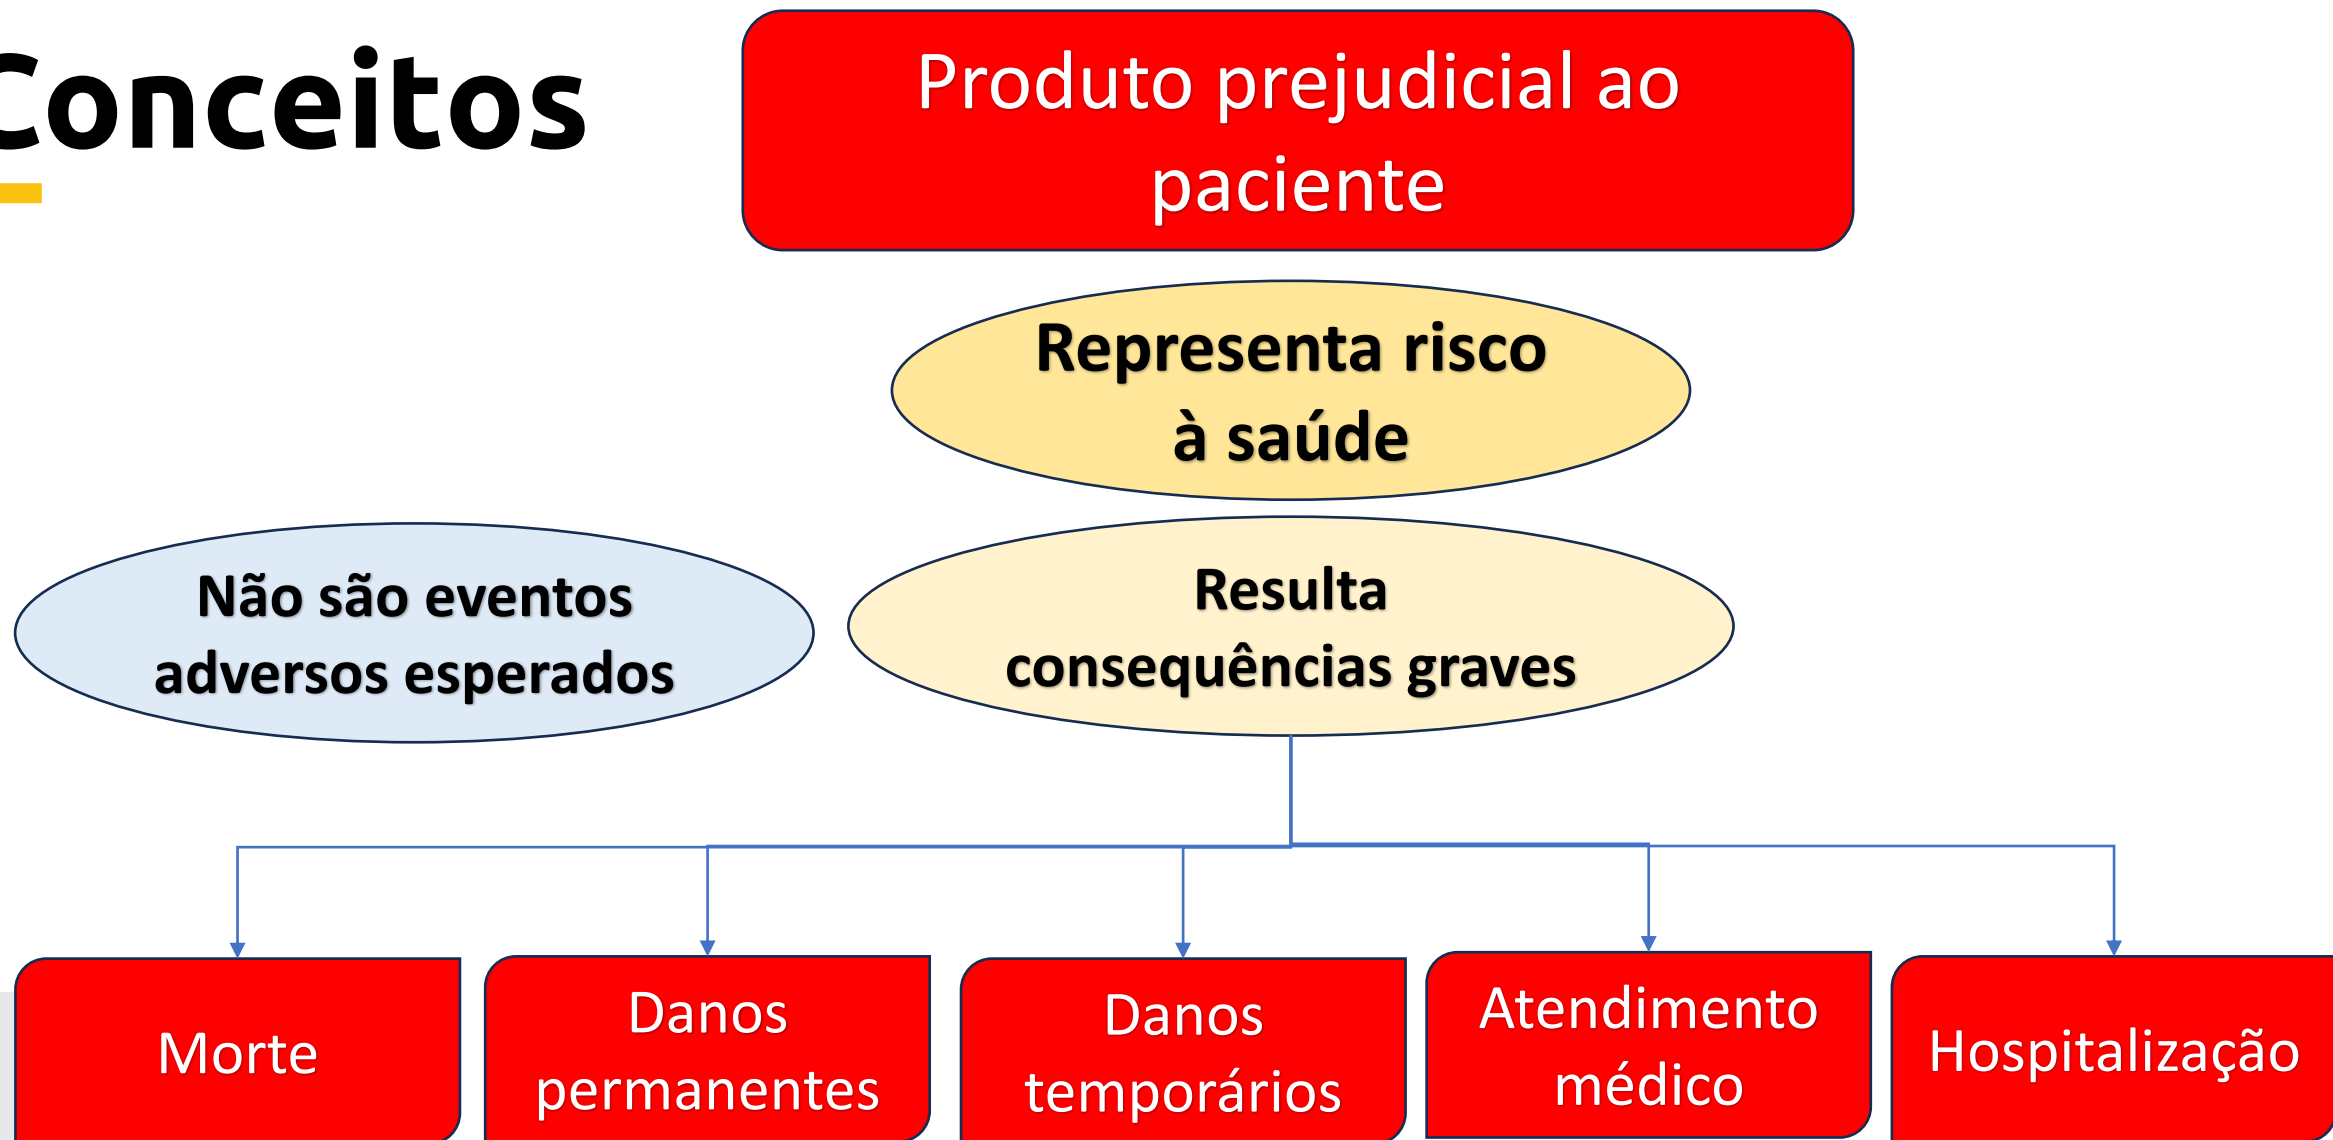 Conceitos
Produto prejudicial ao
paciente
Representa risco
à saúde
Não são eventos
adversos esperados
Resulta
consequências graves
Morte
Danos
permanentes
Danos
temporários
Atendimento
médico
Hospitalização